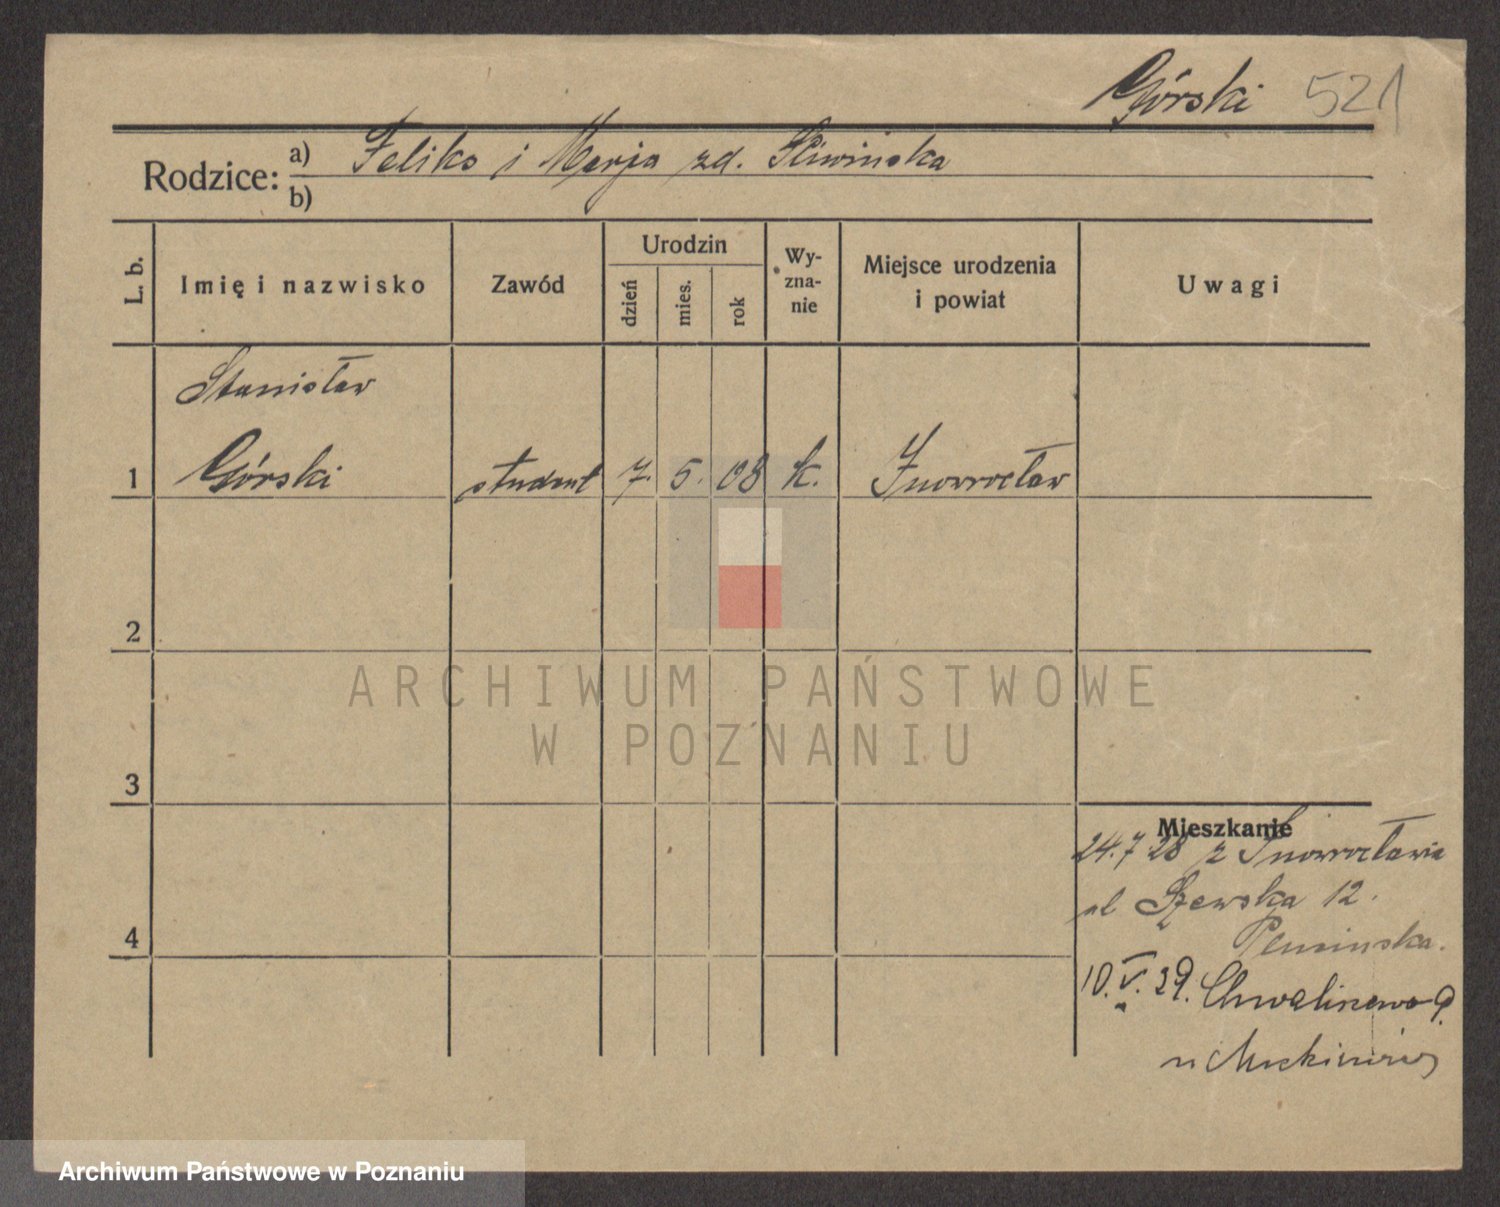 Górski 521
Rodzice: a) Feliks i Marja zd. Śliwińska
b)
L. b.
Imię i nazwisko
Zawód
Urodzin
dzień
mies.
rok
Wy-
zna-
nie
Miejsce urodzenia
i powiat
Uwagi
Stanisław
1 Górski student 7. 5. 08 k. Inowrocław
2
3
4
ARCHIWUM PAŃSTWOWE
W POZNANIU
Mieszkanie
24.7 28 z Inowrocławia
ul Szewska 12.
10. V. 29.
Archiwum Państwowe w Poznaniu